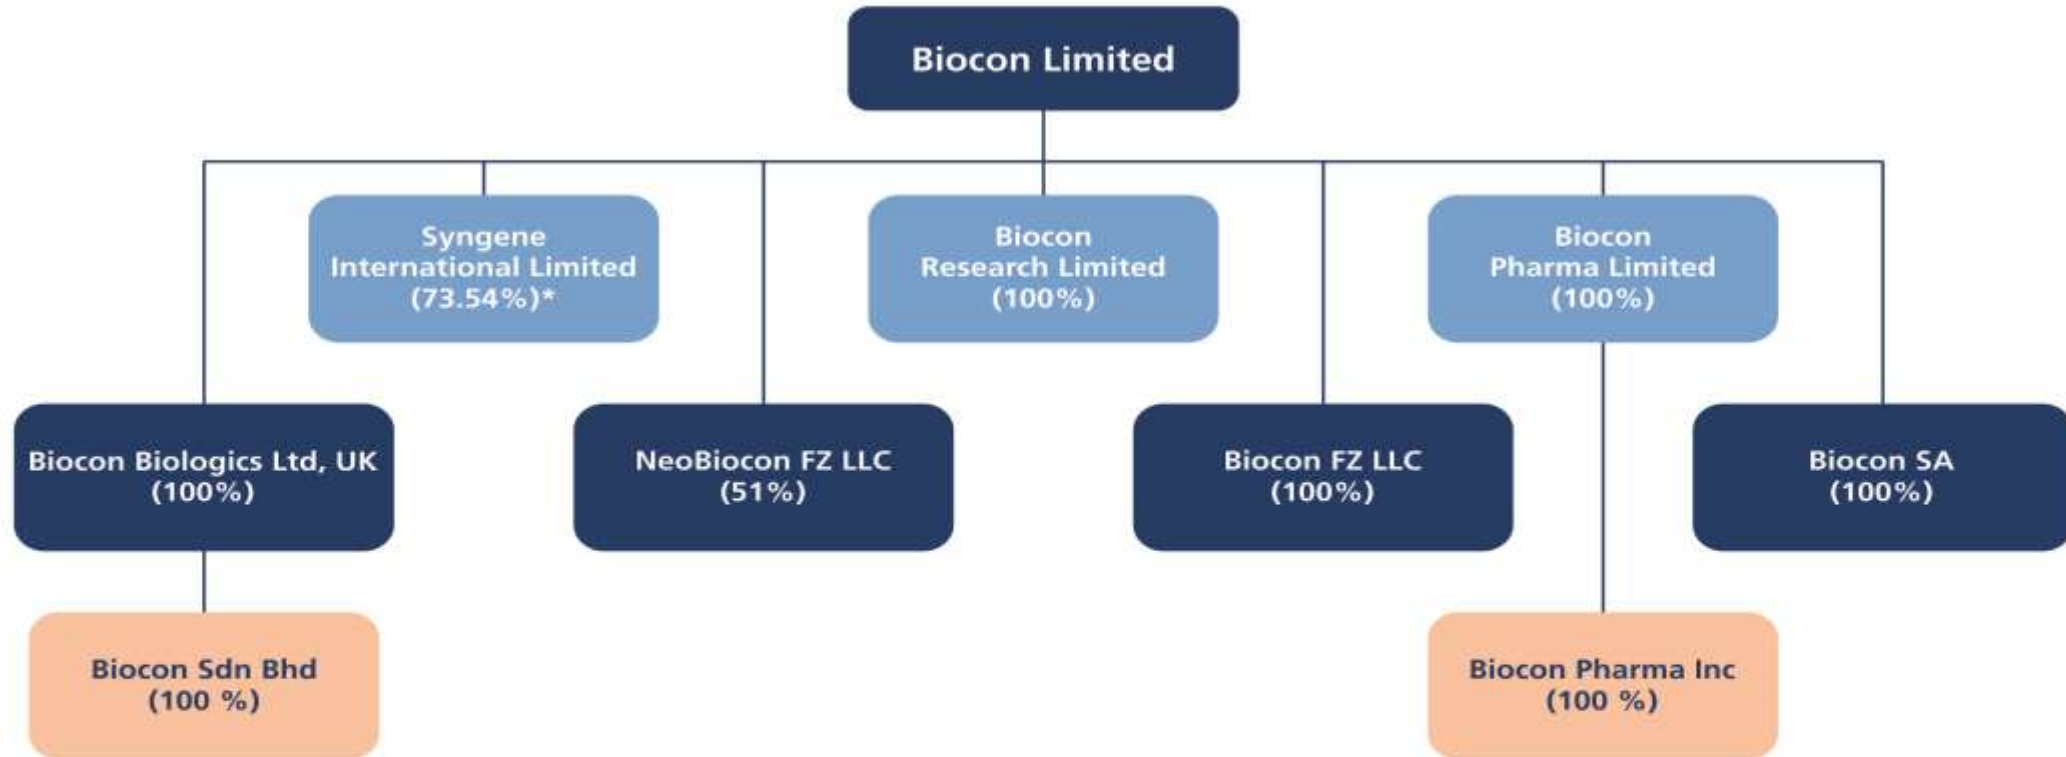 Biocon Limited
Syngene
International Limited
(73.54%)*
Biocon
Research Limited
(100%)
Biocon
Pharma Limited
(100%)
Biocon Biologics Ltd, UK
(100%)
NeoBiocon FZ LLC
(51%)
Biocon FZ LLC
(100%)
Biocon SA
(100%)
Biocon Sdn Bhd
(100 %)
Biocon Pharma Inc
(100 %)